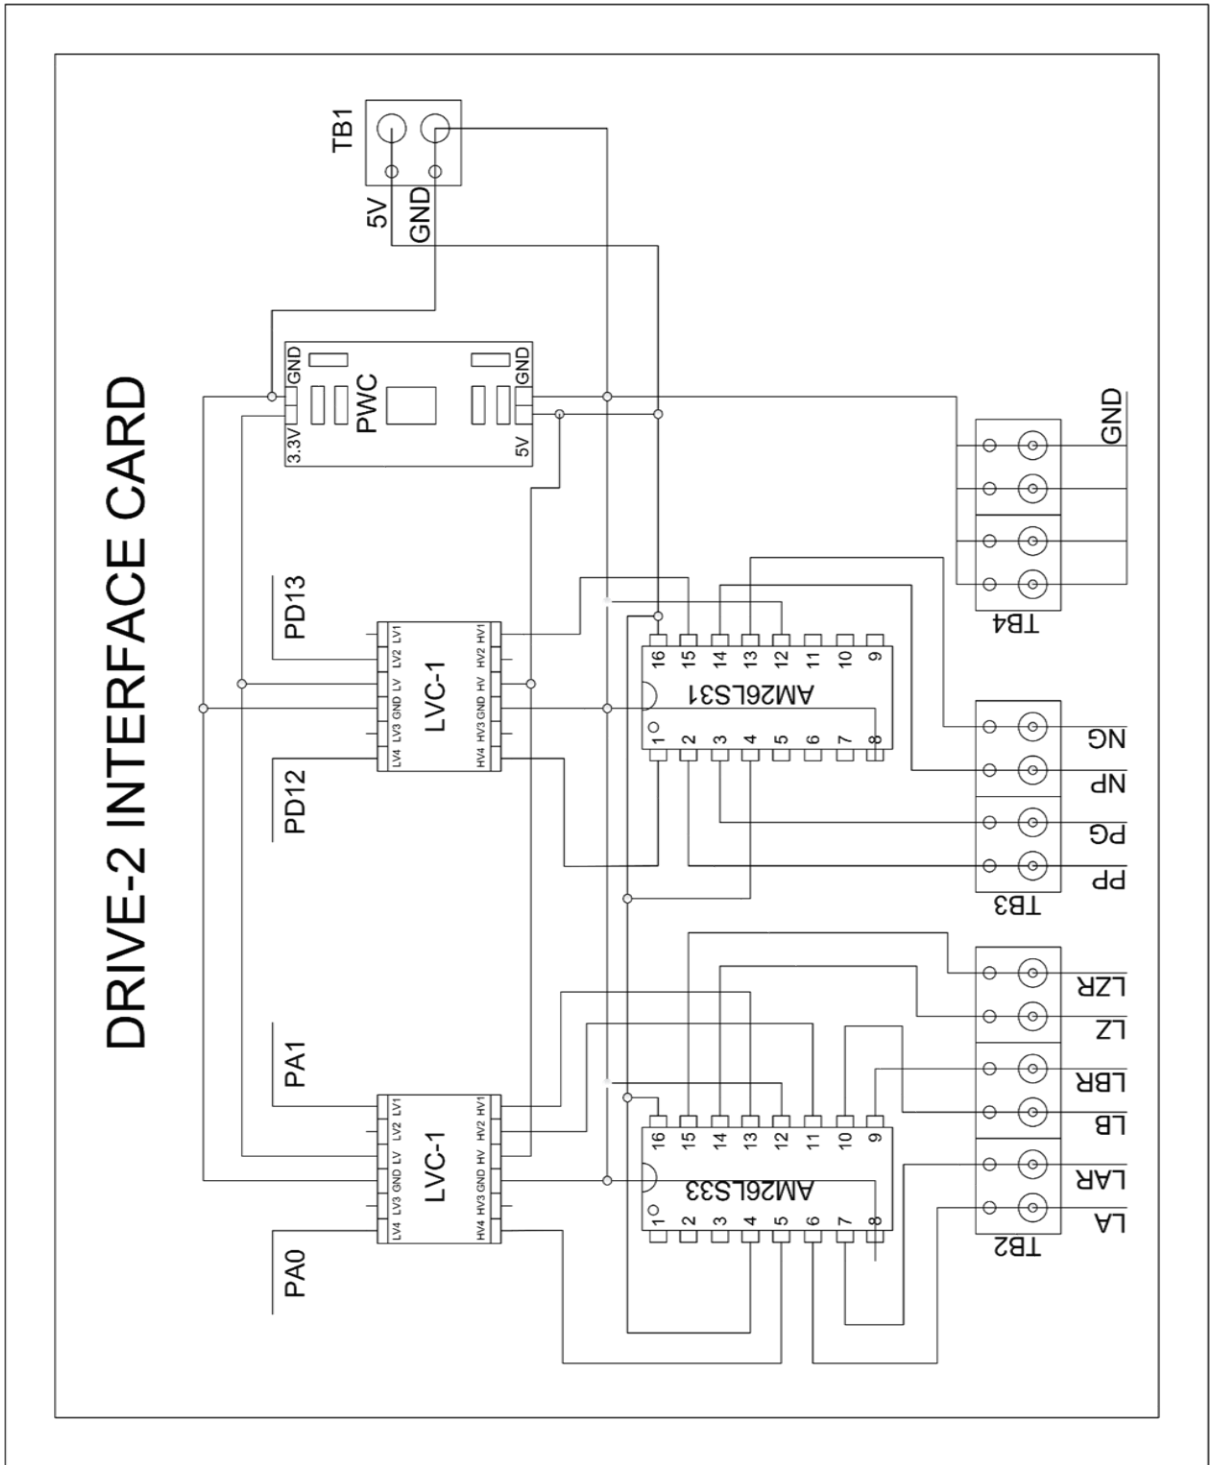 DRIVE-2 INTERFACE CARD
TB1
5V
GND
GND
3.3V
PWC
GND
5V
PD13
PD12
LV1
LV2
LV
GND
LV3
LV4
LVC-1
HV1
HV2
HV
GND
HV3
HV4
16 15 14 13 12 11 10 9
AM26LS31
1 2 3 4 5 6 7 8
GND
TB4
NG
NP
PG
PP
TB3
PA1
PA0
LV1
LV2
LV
GND
LV3
LV4
LVC-1
HV1
HV2
HV
GND
HV3
HV4
16 15 14 13 12 11 10 9
AM26LS33
1 2 3 4 5 6 7 8
LZR
LZ
LBR
LB
LAR
LA
TB2